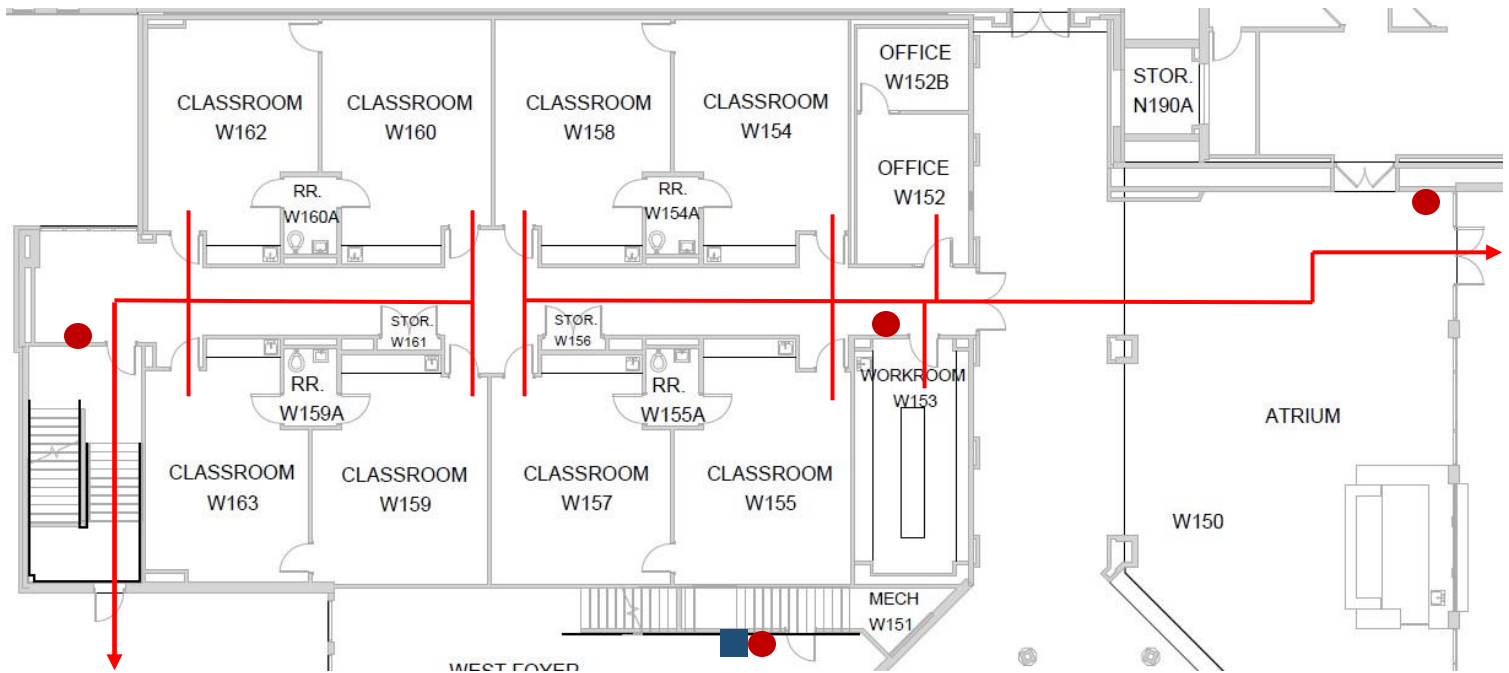 CLASSROOM
W162
CLASSROOM
W160
CLASSROOM
W158
CLASSROOM
W154
OFFICE
W152B
STOR.
N190A
OFFICE
W152
RR.
W160A
RR.
W154A
STOR.
W161
STOR.
W156
RR.
W159A
RR.
W155A
WORKROOM
W153
ATRIUM
CLASSROOM
W163
CLASSROOM
W159
CLASSROOM
W157
CLASSROOM
W155
W150
MECH
W151
WEST FOYER